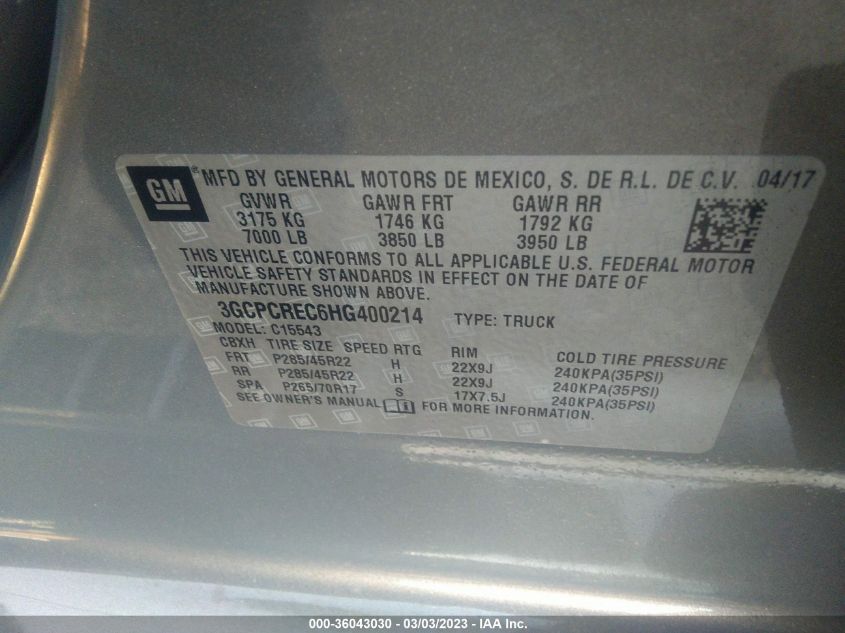 GM ® MFD BY GENERAL MOTORS DE MEXICO, S. DE R.L. DE C.V. 04/17
GVWR GAWR FRT GAWR RR
3175 KG 1746 KG 1792 KG
7000 LB 3850 LB 3950 LB
THIS VEHICLE CONFORMS TO ALL APPLICABLE U.S. FEDERAL MOTOR
VEHICLE SAFETY STANDARDS IN EFFECT ON THE DATE OF
MANUFACTURE SHOWN ABOVE.
3GCPCREC6HG400214 TYPE: TRUCK
MODEL: C15543
CBXH TIRE SIZE SPEED RTG RIM COLD TIRE PRESSURE
FRT P285/45R22 H 22X9J 240KPA(35PSI)
RR P285/45R22 H 22X9J 240KPA(35PSI)
SPA P265/70R17 S 17X7.5J 240KPA(35PSI)
SEE OWNER'S MANUAL FOR MORE INFORMATION.
000-36043030 - 03/03/2023 - IAA Inc.